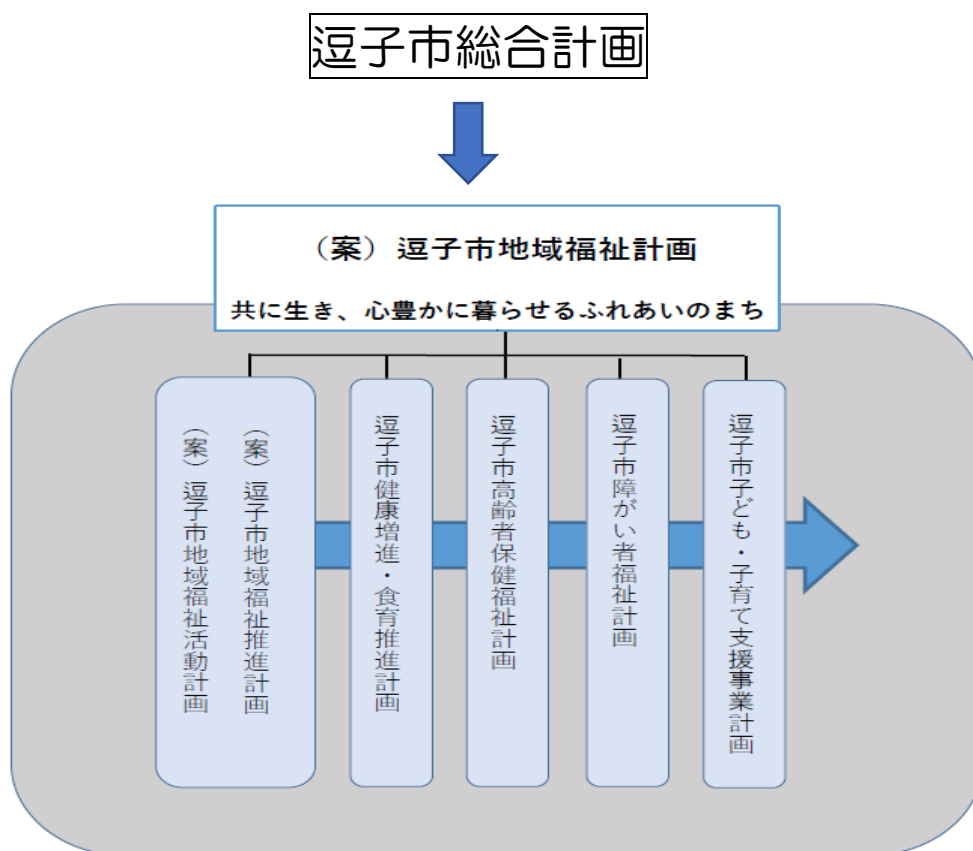 逗子市総合計画
（案）逗子市地域福祉計画
共に生き、心豊かに暮らせるふれあいのまち
（案）逗子市地域福祉推進計画
（案）逗子市地域福祉活動計画
逗子市健康増進・食育推進計画
逗子市高齢者保健福祉計画
逗子市障がい者福祉計画
逗子市子ども・子育て支援事業計画